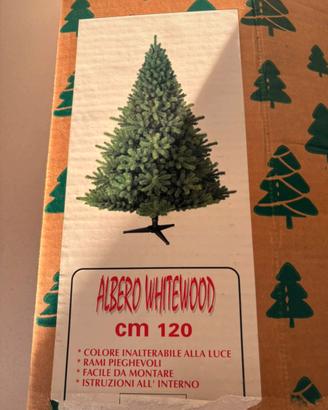 ALBERO WHITEWOOD
cm 120
* COLORE INALTERABILE ALLA LUCE
* RAMI PIEGHEVOLI
* FACILE DA MONTARE
* ISTRUZIONI ALL' INTERNO